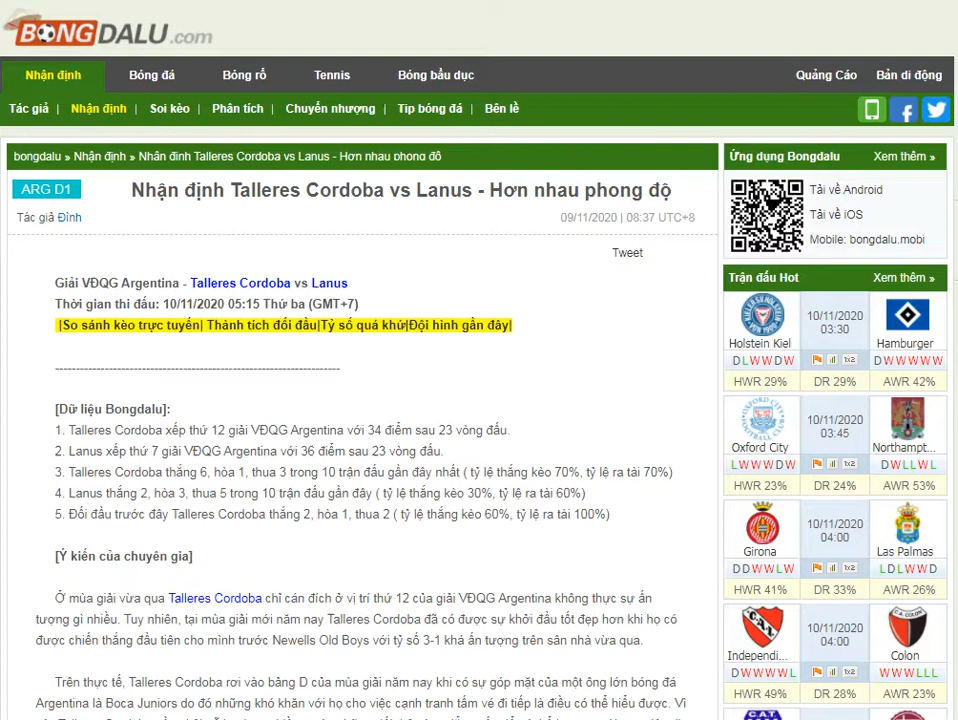 BONGDALU.com
Nhận định Bóng đá Bóng rổ Tennis Bóng bầu dục Quảng Cáo Bản di động
Tác giả | Nhận định | Soi kèo | Phân tích | Chuyển nhượng | Tip bóng đá | Bên lề
bongdalu » Nhận định » Nhân đinh Talleres Cordoba vs Lanus - Hơn nhau phong đô
ARG D1
Nhận định Talleres Cordoba vs Lanus - Hơn nhau phong độ
Tác giả Đình
09/11/2020 | 08:37 UTC+8
Tweet
Giải VĐQG Argentina - Talleres Cordoba vs Lanus
Thời gian thi đấu: 10/11/2020 05:15 Thứ ba (GMT+7)
|So sánh kèo trực tuyến| Thành tích đối đầu|Tỷ số quá khứ|Đội hình gần đây|
--------------------------------------------------------------------
[Dữ liệu Bongdalu]:
1. Talleres Cordoba xếp thứ 12 giải VĐQG Argentina với 34 điểm sau 23 vòng đấu.
2. Lanus xếp thứ 7 giải VĐQG Argentina với 36 điểm sau 23 vòng đấu.
3. Talleres Cordoba thắng 6, hòa 1, thua 3 trong 10 trận đấu gần đây nhất ( tỷ lệ thắng kèo 70%, tỷ lệ ra tài 70%)
4. Lanus thắng 2, hòa 3, thua 5 trong 10 trận đấu gần đây ( tỷ lệ thắng kèo 30%, tỷ lệ ra tài 60%)
5. Đối đầu trước đây Talleres Cordoba thắng 2, hòa 1, thua 2 ( tỷ lệ thắng kèo 60%, tỷ lệ ra tài 100%)
[Ý kiến của chuyên gia]
Ở mùa giải vừa qua Talleres Cordoba chỉ cán đích ở vị trí thứ 12 của giải VĐQG Argentina không thực sự ấn
tượng gì nhiều. Tuy nhiên, tại mùa giải mới năm nay Talleres Cordoba đã có được sự khởi đầu tốt đẹp hơn khi họ có
được chiến thắng đầu tiên cho mình trước Newells Old Boys với tỷ số 3-1 khá ấn tượng trên sân nhà vừa qua.
Trên thực tế, Talleres Cordoba rơi vào bảng D của mùa giải năm nay khi có sự góp mặt của một ông lớn bóng đá
Argentina là Boca Juniors do đó những khó khăn với họ cho việc cạnh tranh tấm vé đi tiếp là điều có thể hiểu được. Vì
Ứng dụng Bongdalu Xem thêm »
Tải về Android
Tải về iOS
Mobile: bongdalu.mobi
Trận đấu Hot Xem thêm »
10/11/2020
03:30
Holstein Kiel Hamburger
DLWWDW 1x2 DWWWWW
HWR 29% DR 29% AWR 42%
OXFORD CITY
FOOTBALL CLUB
10/11/2020
03:45
Oxford City Northampt...
LWWWDW 1x2 DWLLWL
HWR 23% DR 24% AWR 53%
10/11/2020
04:00
Girona Las Palmas
DDWWLW 1x2 LDLWWD
HWR 41% DR 33% AWR 26%
10/11/2020
04:00
Independi... Colon
DWWWWL 1x2 WWWLLL
HWR 49% DR 28% AWR 23%